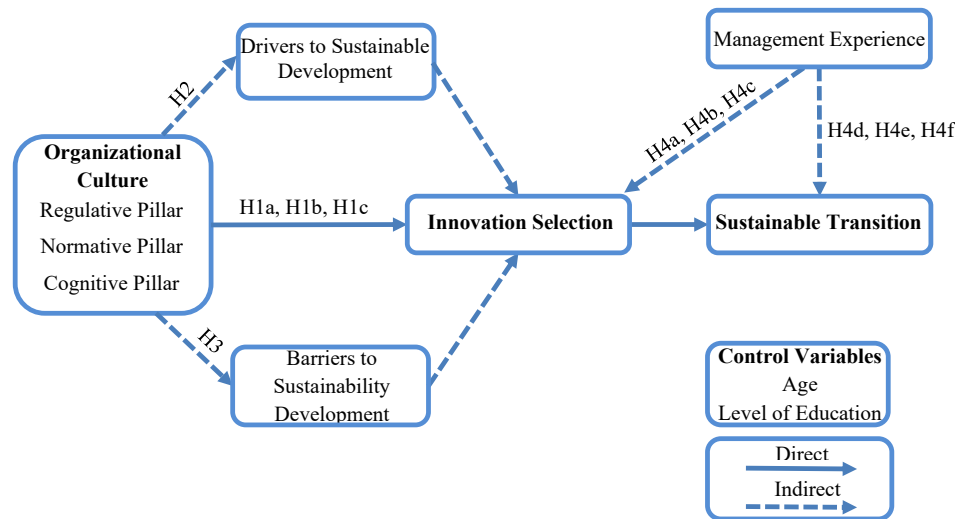 Drivers to Sustainable
Development
Management Experience
H2
H4a, H4b, H4c
H4d, H4e, H4f
Organizational
Culture
Regulative Pillar
Normative Pillar
Cognitive Pillar
H1a, H1b, H1c
Innovation Selection
Sustainable Transition
H3
Barriers to
Sustainability
Development
Control Variables
Age
Level of Education
Direct
Indirect